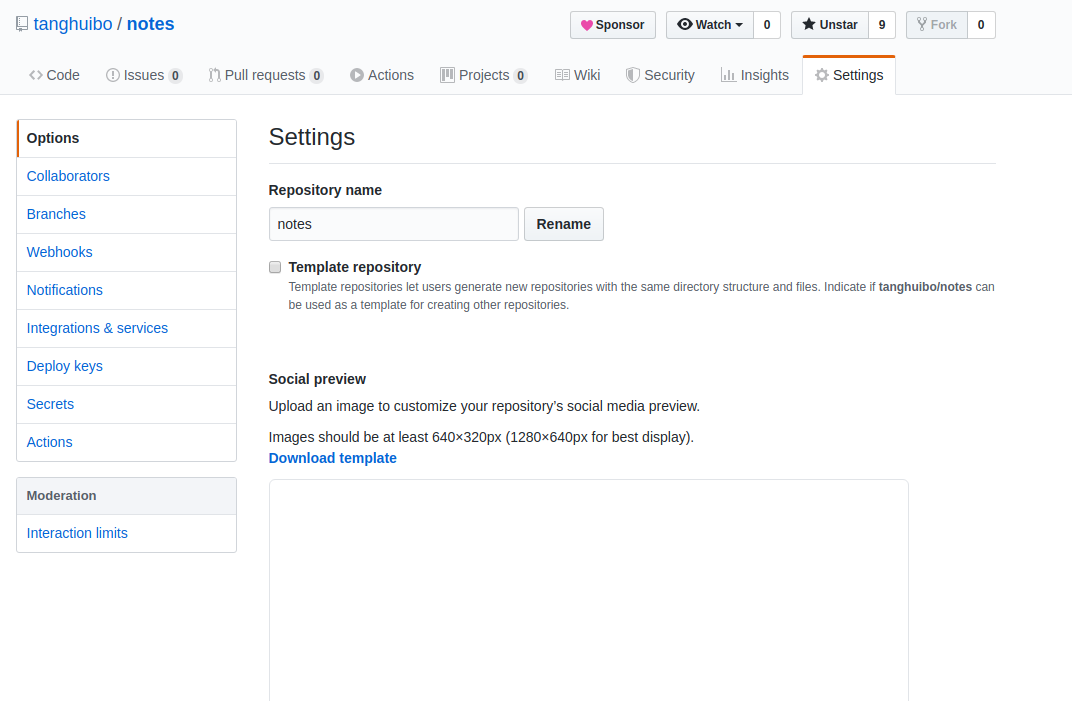 tanghuibo / notes
Sponsor Watch 0 Unstar 9 Fork 0
Code Issues 0 Pull requests 0 Actions Projects 0 Wiki Security Insights Settings
Options
Collaborators
Branches
Webhooks
Notifications
Integrations & services
Deploy keys
Secrets
Actions
Moderation
Interaction limits
Settings
Repository name
notes Rename
Template repository
Template repositories let users generate new repositories with the same directory structure and files. Indicate if tanghuibo/notes can
be used as a template for creating other repositories.
Social preview
Upload an image to customize your repository's social media preview.
Images should be at least 640×320px (1280×640px for best display).
Download template